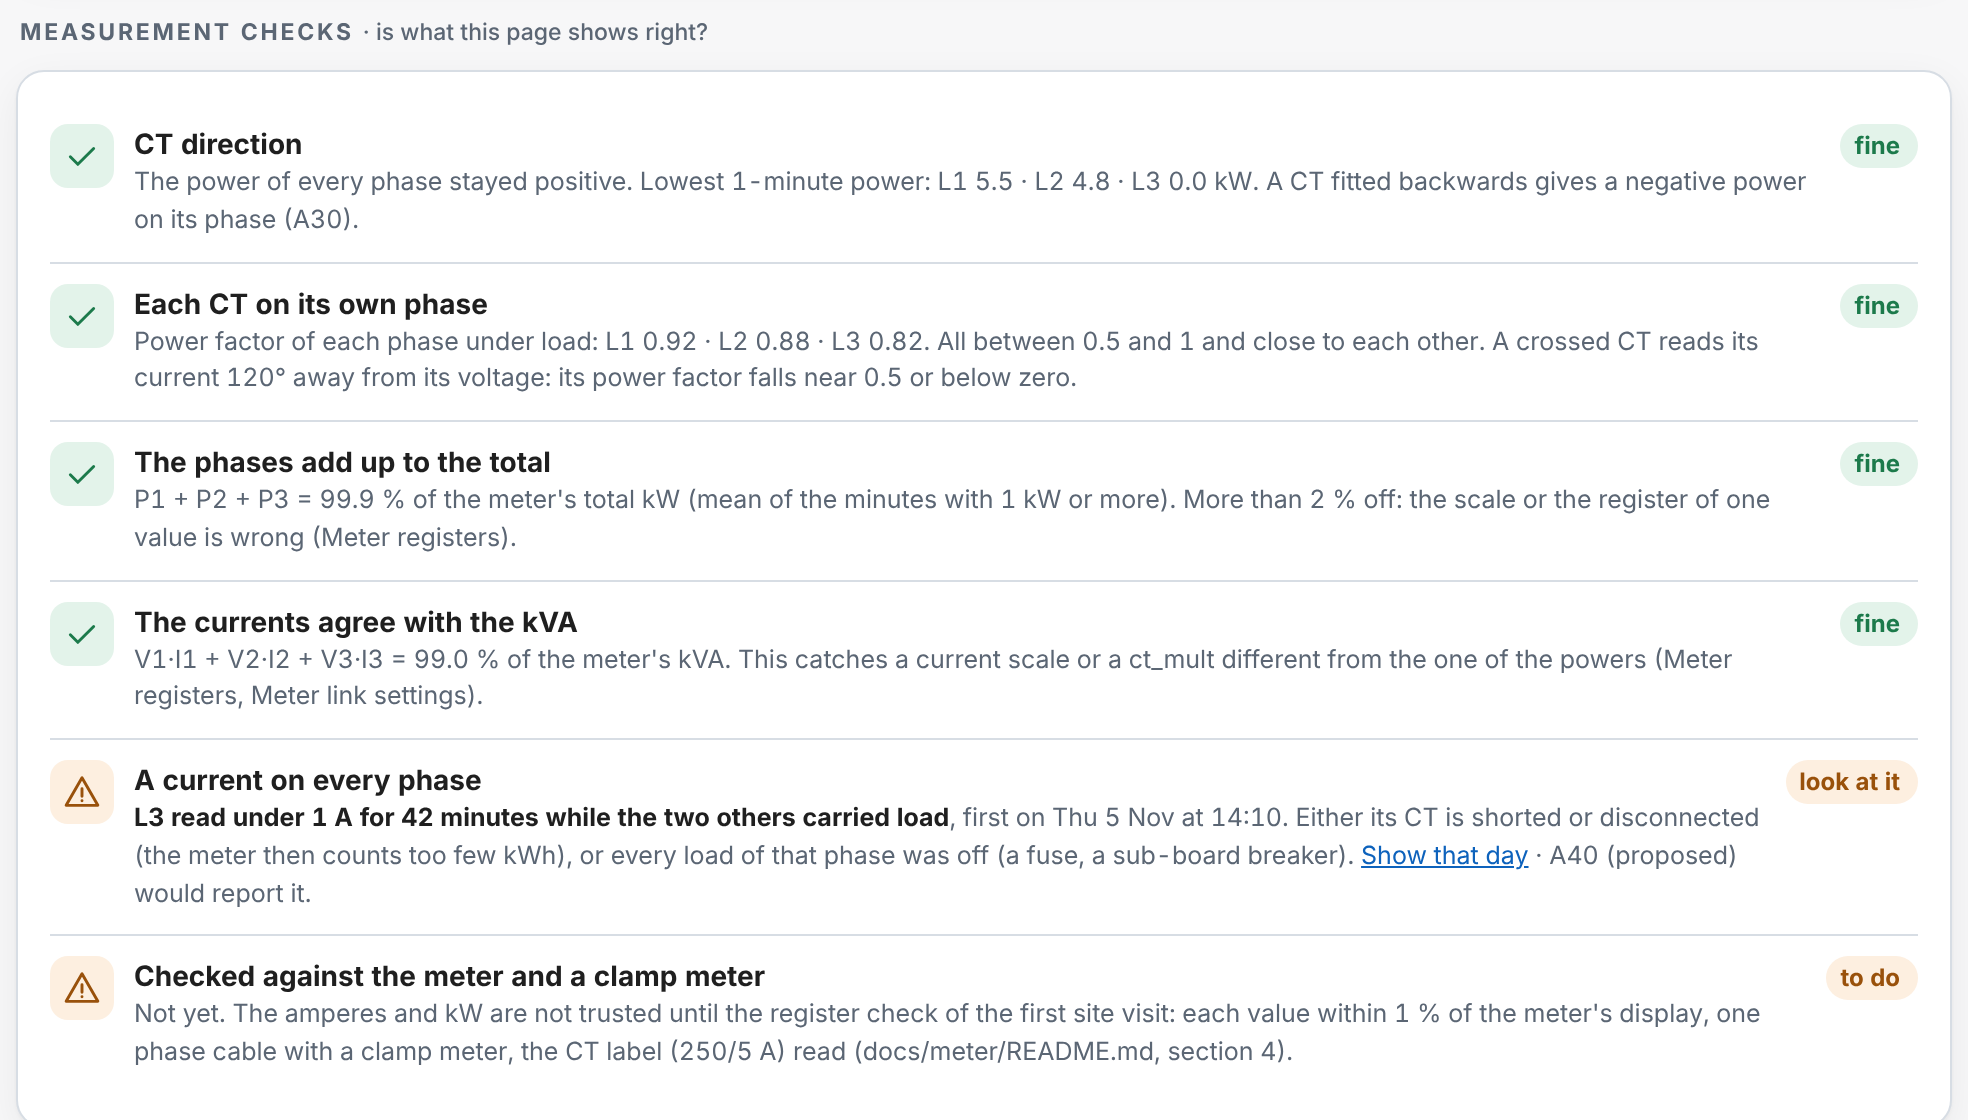 MEASUREMENT CHECKS · is what this page shows right?
CT direction
fine
The power of every phase stayed positive. Lowest 1-minute power: L1 5.5 · L2 4.8 · L3 0.0 kW. A CT fitted backwards gives a negative power
on its phase (A30).
Each CT on its own phase
fine
Power factor of each phase under load: L1 0.92 · L2 0.88 · L3 0.82. All between 0.5 and 1 and close to each other. A crossed CT reads its
current 120° away from its voltage: its power factor falls near 0.5 or below zero.
The phases add up to the total
fine
P1 + P2 + P3 = 99.9 % of the meter's total kW (mean of the minutes with 1 kW or more). More than 2 % off: the scale or the register of one
value is wrong (Meter registers).
The currents agree with the kVA
fine
V1·I1 + V2·I2 + V3·I3 = 99.0 % of the meter's kVA. This catches a current scale or a ct_mult different from the one of the powers (Meter
registers, Meter link settings).
A current on every phase
look at it
L3 read under 1 A for 42 minutes while the two others carried load, first on Thu 5 Nov at 14:10. Either its CT is shorted or disconnected
(the meter then counts too few kWh), or every load of that phase was off (a fuse, a sub-board breaker). Show that day · A40 (proposed)
would report it.
Checked against the meter and a clamp meter
to do
Not yet. The amperes and kW are not trusted until the register check of the first site visit: each value within 1 % of the meter's display, one
phase cable with a clamp meter, the CT label (250/5 A) read (docs/meter/README.md, section 4).